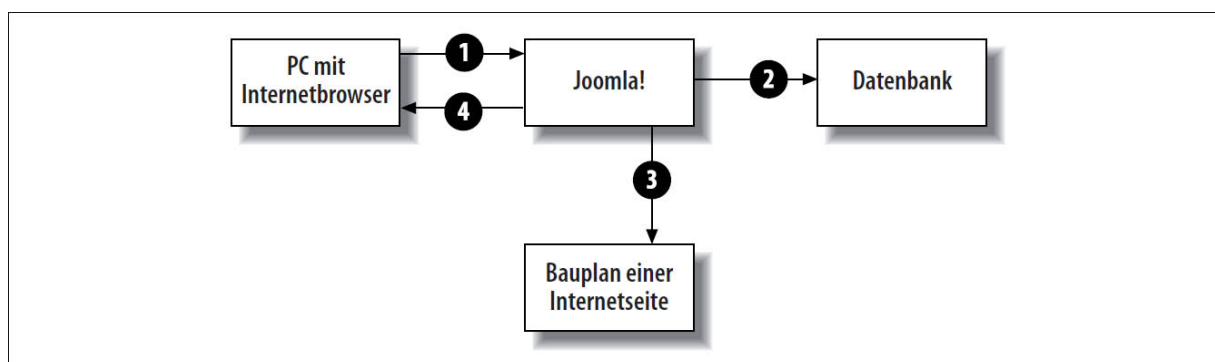 PC mit
Internetbrowser
1
4
Joomla!
2
Datenbank
3
Bauplan einer
Internetseite